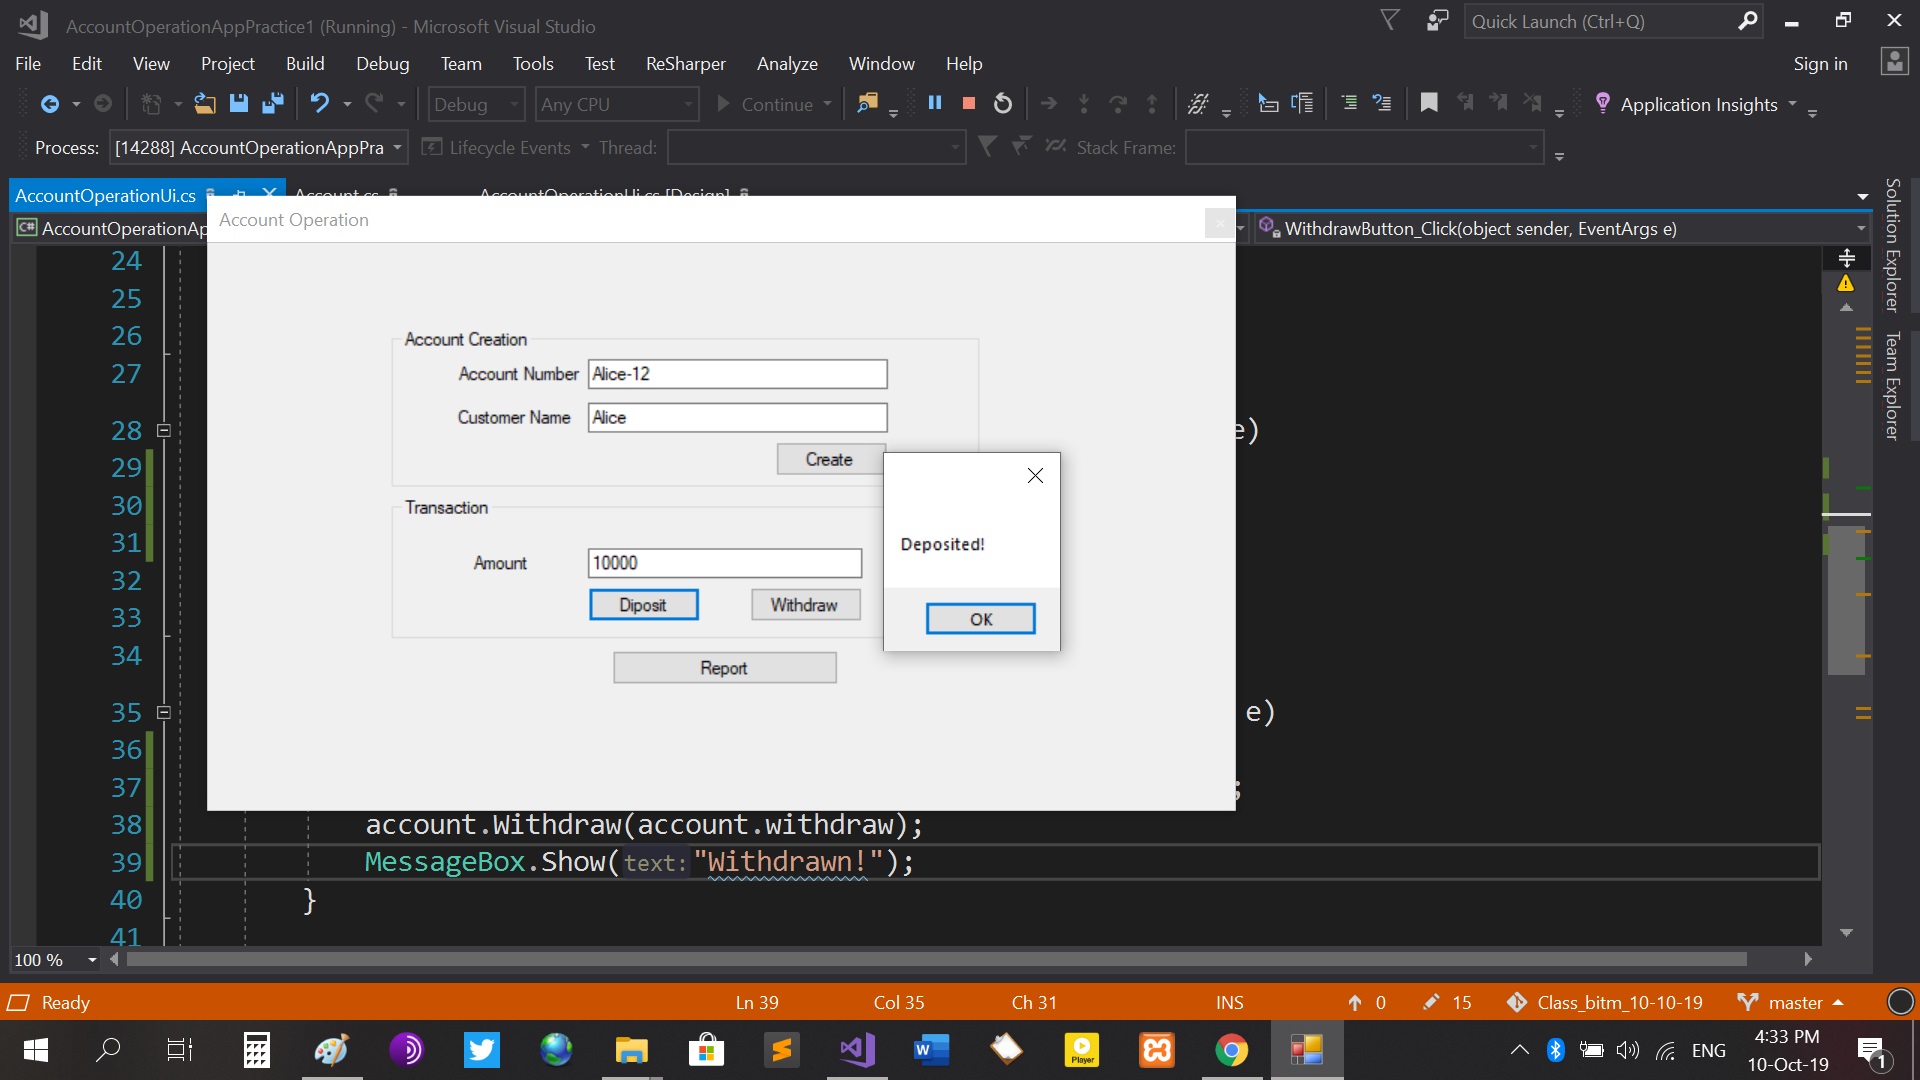 AccountOperationAppPractice1 (Running) - Microsoft Visual Studio
Quick Launch (Ctrl+Q)
File Edit View Project Build Debug Team Tools Test ReSharper Analyze Window Help
Sign in
Debug Any CPU Continue Application Insights
Process: [14288] AccountOperationAppPra Lifecycle Events Thread: Stack Frame:
AccountOperationUi.cs Account.cs AccountOperationUi.cs [Design]
C# AccountOperationAp WithdrawButton_Click(object sender, EventArgs e)
Solution Explorer
Team Explorer
Account Operation
Account Creation
Account Number Alice-12
Customer Name Alice
Create
Transaction
Amount 10000
Diposit Withdraw
Report
Deposited!
OK
24
25
26
27
28 e)
29
30
31
32
33
34
35 e)
36
37 ;
38 account.Withdraw(account.withdraw);
39 MessageBox.Show(text:"Withdrawn!");
40 }
41
100 %
Ready Ln 39 Col 35 Ch 31 INS 0 15 Class_bitm_10-10-19 master
W Player ENG
4:33 PM
10-Oct-19
1